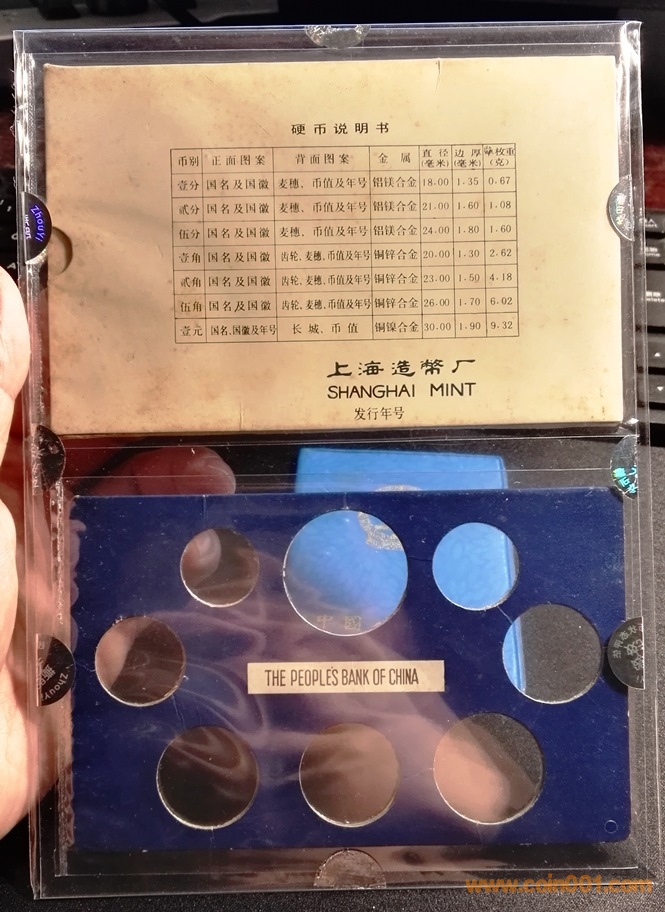 硬币说明书
币别 正面图案 背面图案 金属 直径(毫米) 边厚(毫米) 单枚重(克)
壹分 国名及国徽 麦穗、币值及年号 铝镁合金 18.00 1.35 0.67
贰分 国名及国徽 麦穗、币值及年号 铝镁合金 21.00 1.60 1.08
伍分 国名及国徽 麦穗、币值及年号 铝镁合金 24.00 1.80 1.60
壹角 国名及国徽 齿轮、麦穗、币值及年号 铜锌合金 20.00 1.30 2.62
贰角 国名及国徽 齿轮、麦穗、币值及年号 铜锌合金 23.00 1.50 4.18
伍角 国名及国徽 齿轮、麦穗、币值及年号 铜锌合金 26.00 1.70 6.02
壹元 国名、国徽及年号 长城、币值 铜镍合金 30.00 1.90 9.32
上海造幣厂
SHANGHAI MINT
发行年号
Zhouyi
中國
THE PEOPLE'S BANK OF CHINA
Zhouyi
www.coin001.com